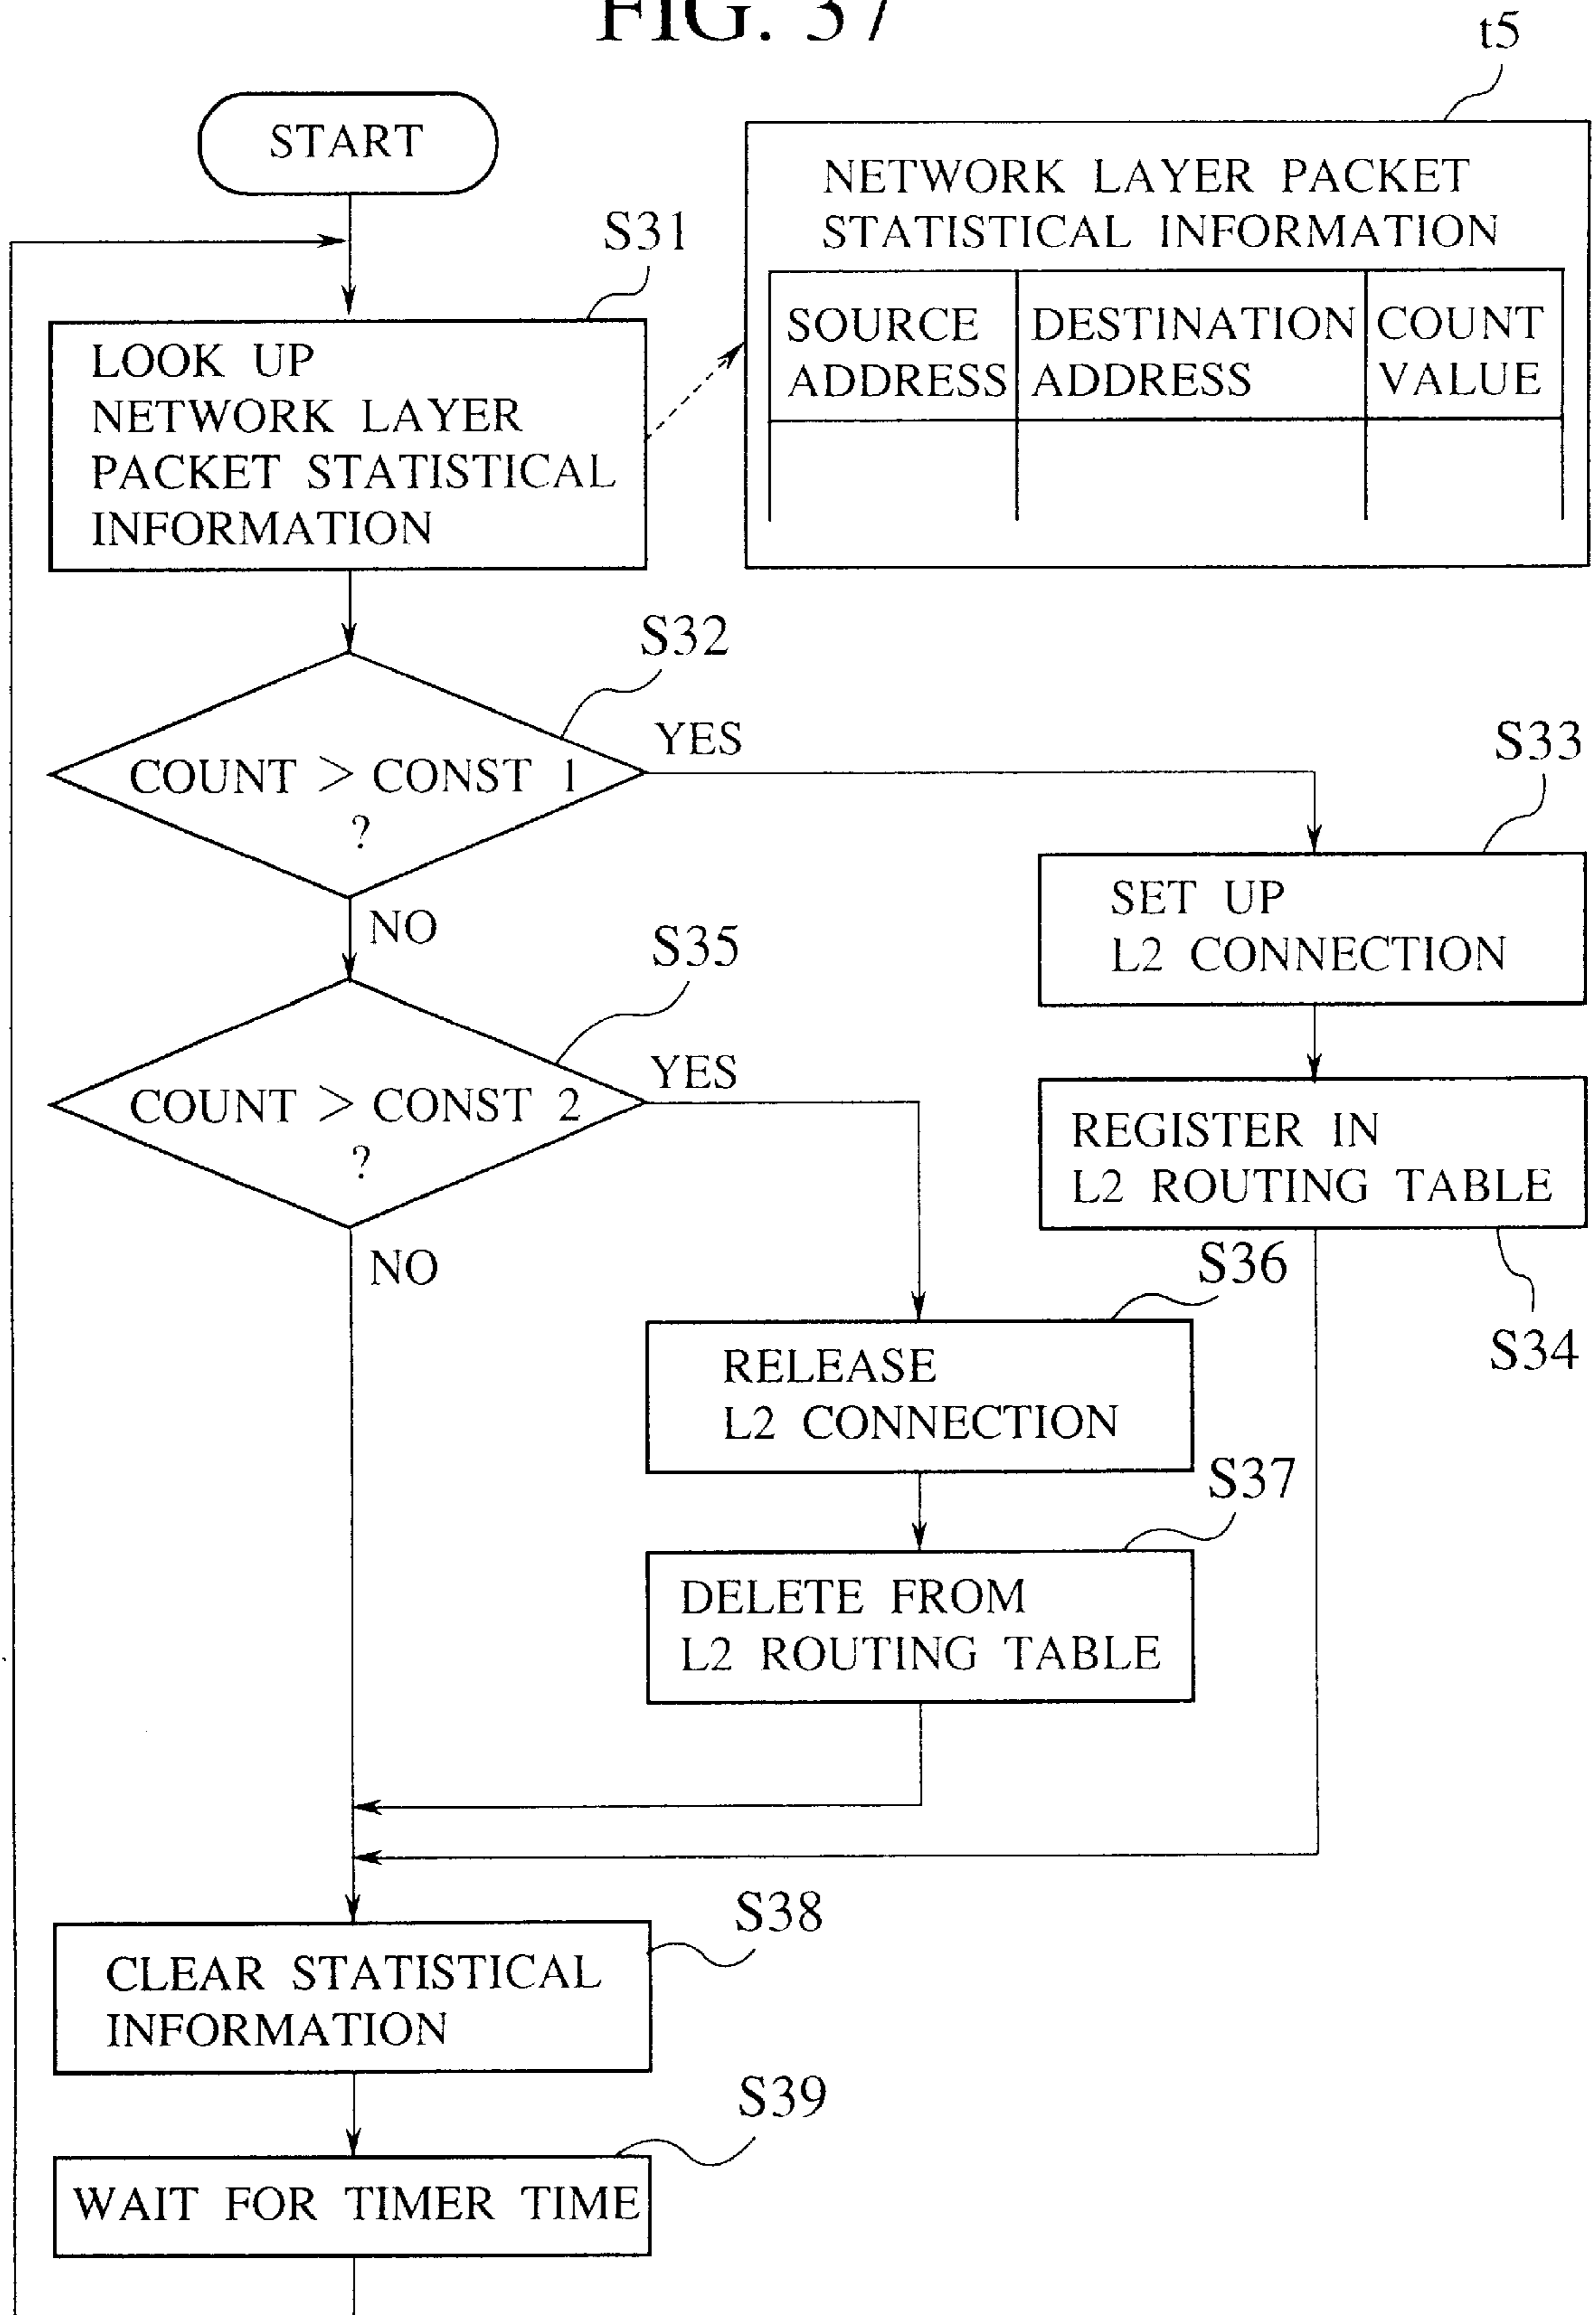 FIG. 37
t5
START
NETWORK LAYER PACKET
STATISTICAL INFORMATION
SOURCE ADDRESS
DESTINATION ADDRESS
COUNT VALUE
S31
LOOK UP
NETWORK LAYER
PACKET STATISTICAL
INFORMATION
S32
COUNT > CONST 1
?
YES
NO
S33
SET UP
L2 CONNECTION
S35
COUNT > CONST 2
?
YES
NO
REGISTER IN
L2 ROUTING TABLE
S34
S36
RELEASE
L2 CONNECTION
S37
DELETE FROM
L2 ROUTING TABLE
S38
CLEAR STATISTICAL
INFORMATION
S39
WAIT FOR TIMER TIME